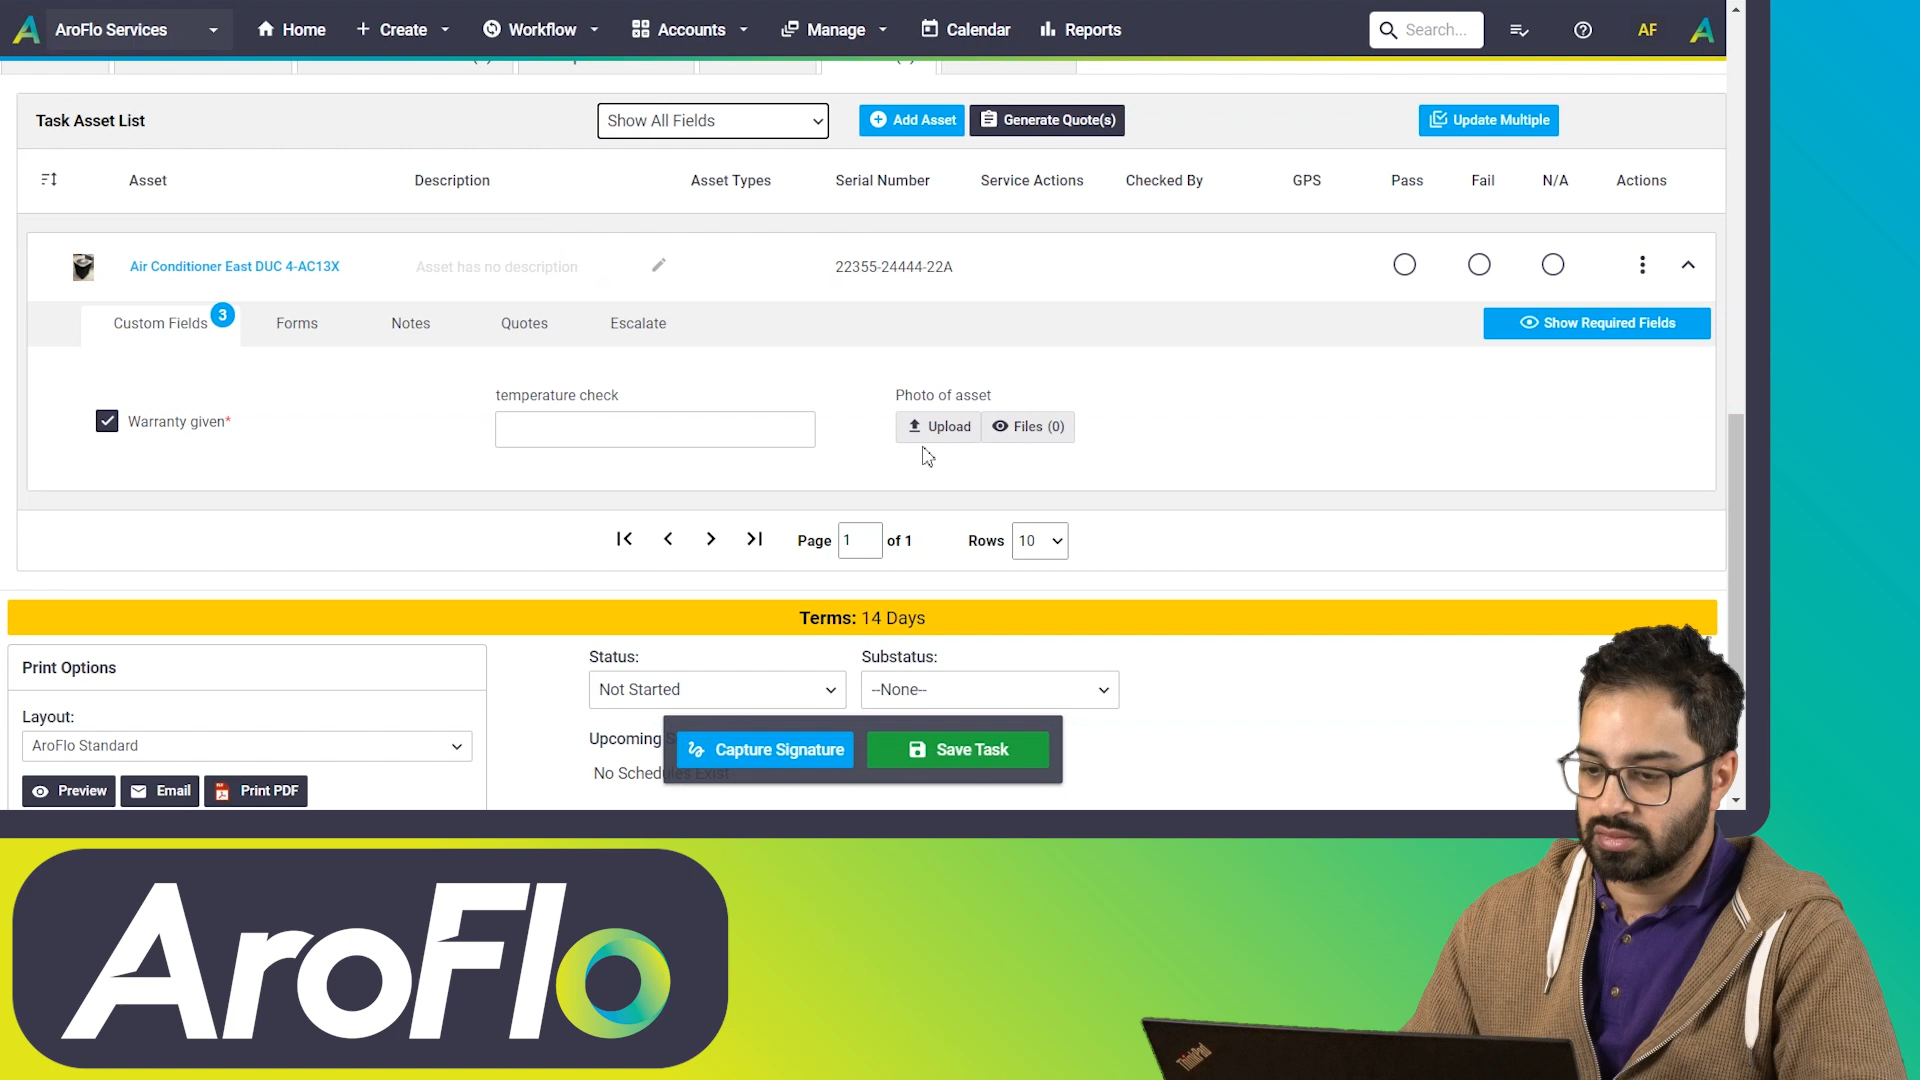 AroFlo Services
Home
Create
Workflow
Accounts
Manage
Calendar
Reports
Search...
AF
Task Asset List
Show All Fields
Add Asset
Generate Quote(s)
Update Multiple
Asset
Description
Asset Types
Serial Number
Service Actions
Checked By
GPS
Pass
Fail
N/A
Actions
Air Conditioner East DUC 4-AC13X
Asset has no description
22355-24444-22A
Custom Fields 3
Forms
Notes
Quotes
Escalate
Show Required Fields
Warranty given*
temperature check
Photo of asset
Upload
Files (0)
Page 1 of 1
Rows 10
Terms: 14 Days
Print Options
Layout:
AroFlo Standard
Preview
Email
Print PDF
Status:
Not Started
Substatus:
--None--
Upcoming
No Schedules Exist
Capture Signature
Save Task
AroFlo
ThinkPad